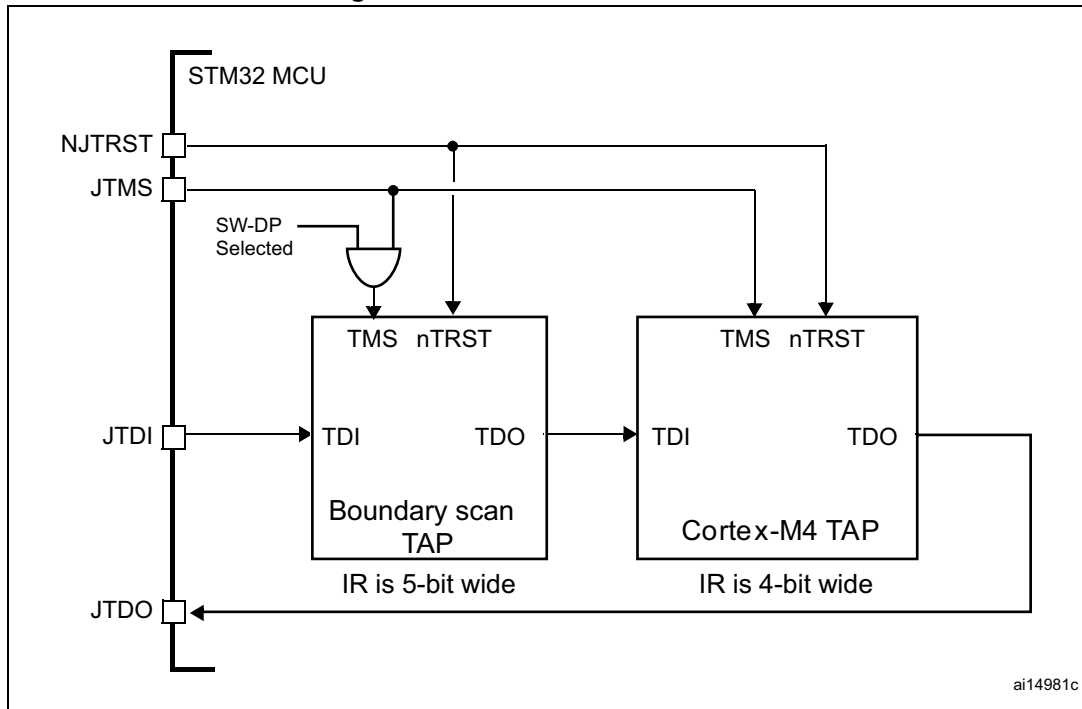 STM32 MCU
NJTRST
JTMS
SW-DP
Selected
TMS nTRST
TMS nTRST
JTDI
TDI
TDO
TDI
TDO
Boundary scan
TAP
Cortex-M4 TAP
IR is 5-bit wide
IR is 4-bit wide
JTDO
ai14981c